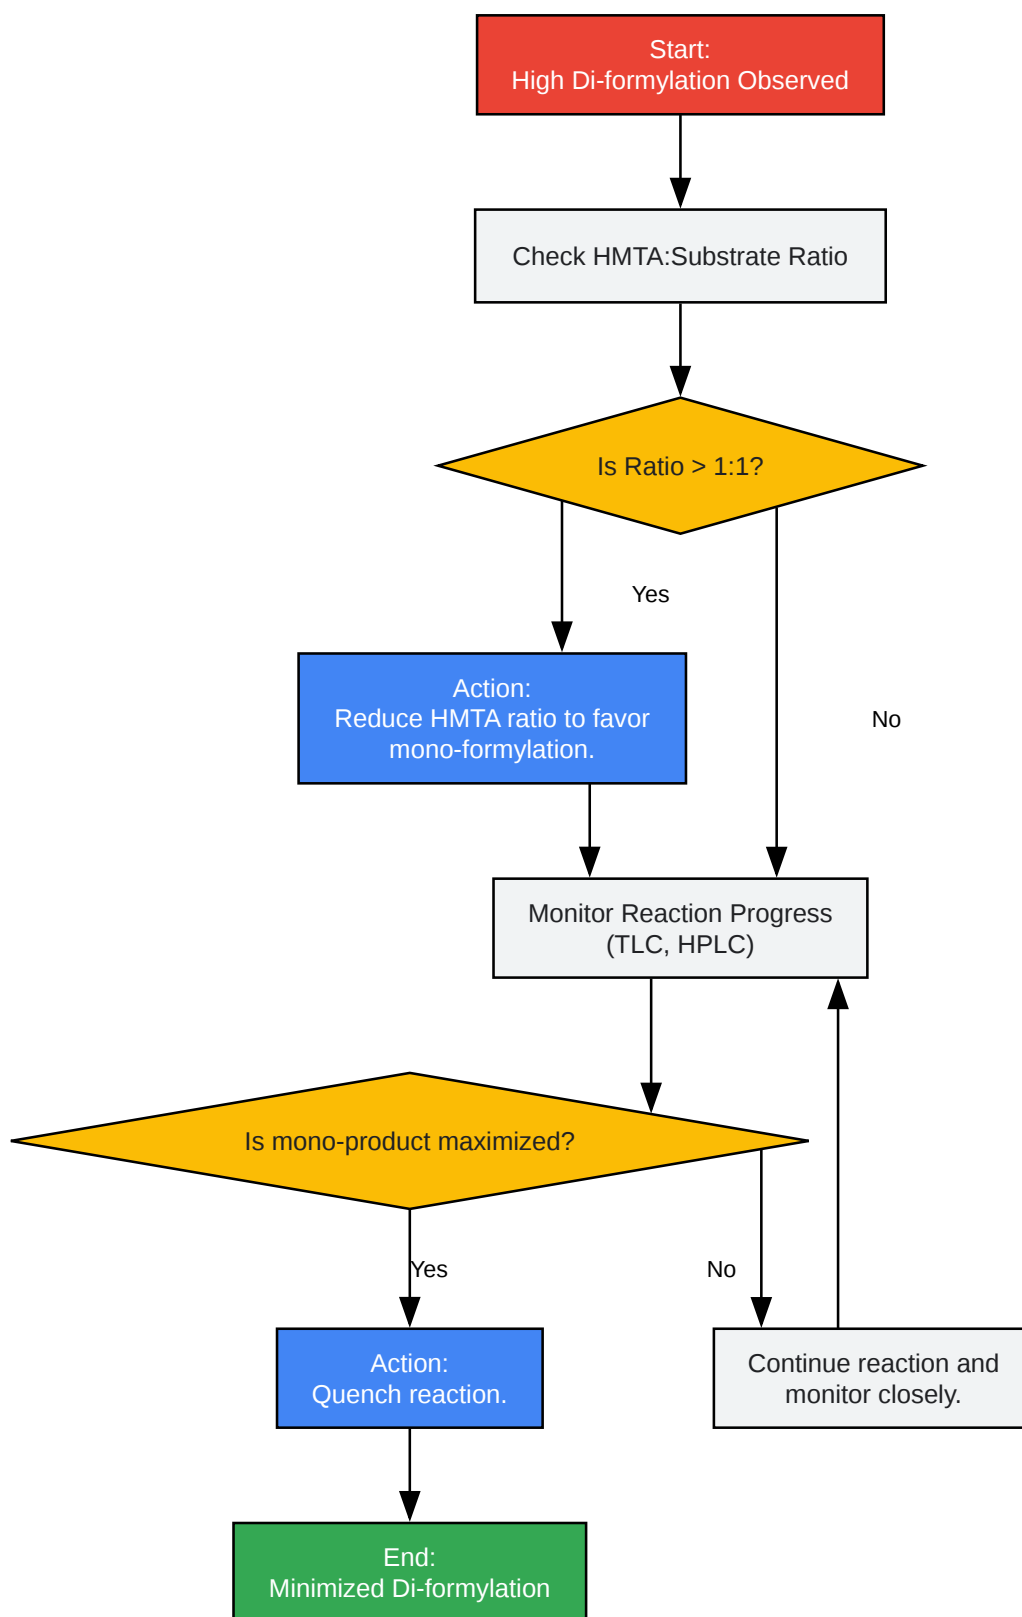 Start:
High Di-formylation Observed
Check HMTA:Substrate Ratio
Is Ratio > 1:1?
Yes
Action:
Reduce HMTA ratio to favor
mono-formylation.
No
Monitor Reaction Progress
(TLC, HPLC)
Is mono-product maximized?
Yes
No
Action:
Quench reaction.
Continue reaction and
monitor closely.
End:
Minimized Di-formylation